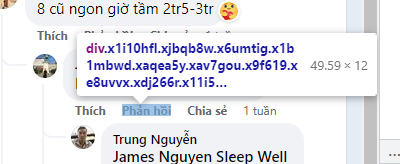 8 cũ ngon giờ tầm 2tr5-3tr
Thích
div.x1i10hfl.xjbqb8w.x6umtig.x1b
1mbwd.xaqea5y.xav7gou.x9f619.x
e8uvvx.xdj266r.x11i5...
49.59 × 12
Thích Phản hồi Chia sẻ 1 tuần
Trung Nguyễn
James Nguyen Sleep Well